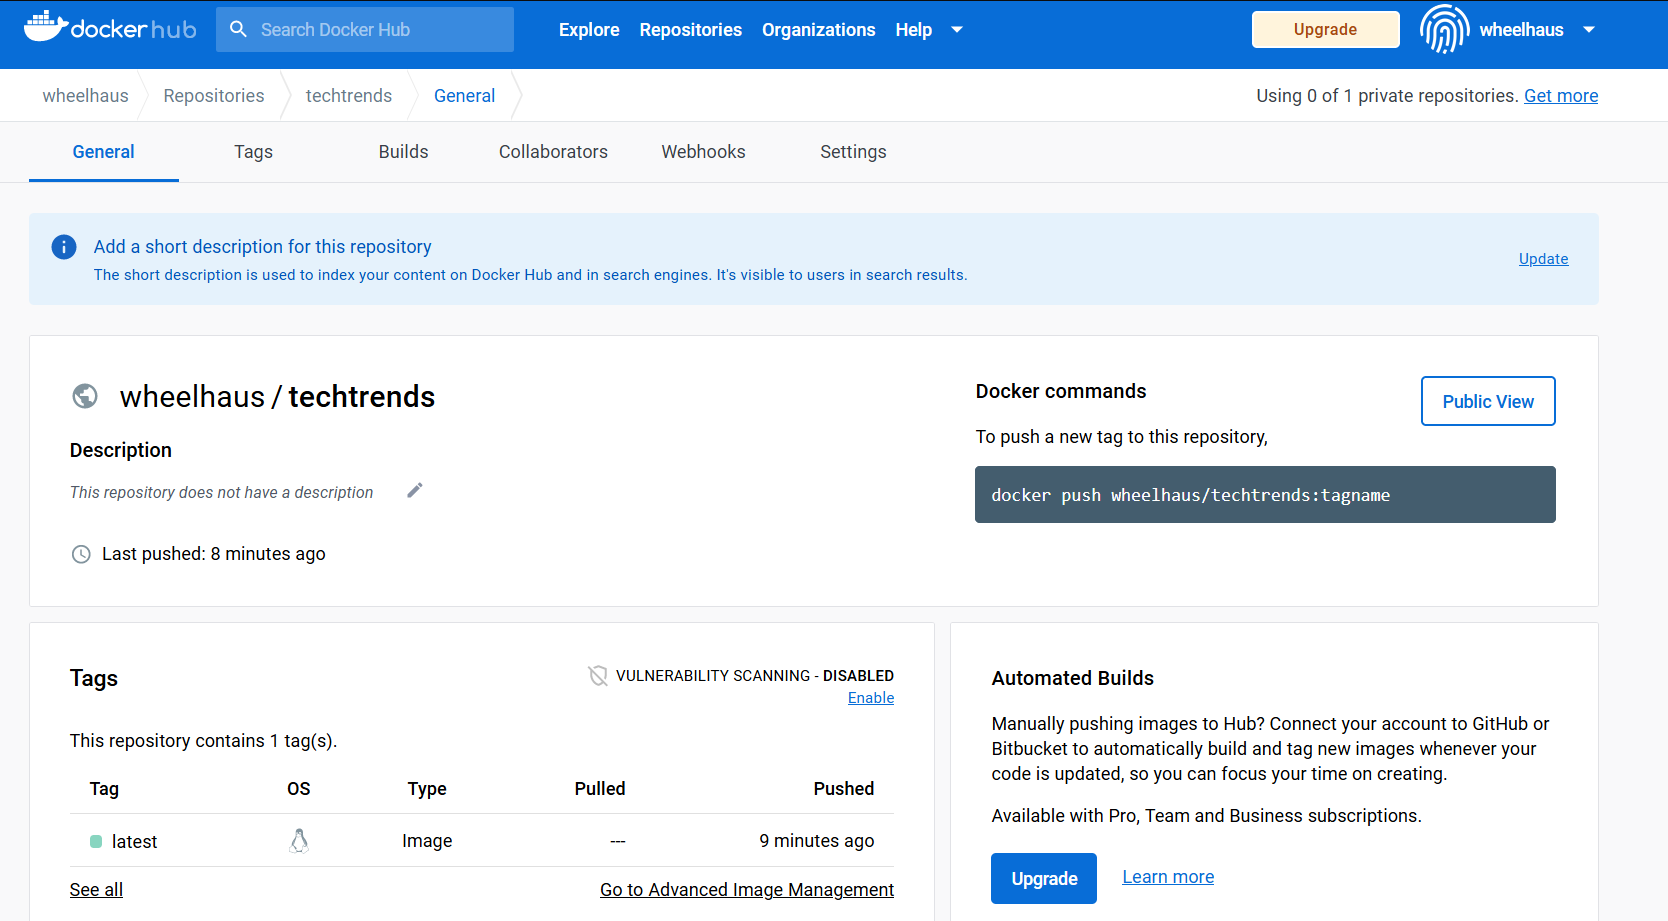 docker hub
Search Docker Hub
Explore
Repositories
Organizations
Help
Upgrade
wheelhaus
wheelhaus
Repositories
techtrends
General
Using 0 of 1 private repositories. Get more
General
Tags
Builds
Collaborators
Webhooks
Settings
Add a short description for this repository
The short description is used to index your content on Docker Hub and in search engines. It's visible to users in search results.
Update
wheelhaus / techtrends
Description
This repository does not have a description
Last pushed: 8 minutes ago
Docker commands
Public View
To push a new tag to this repository,
docker push wheelhaus/techtrends:tagname
Tags
VULNERABILITY SCANNING - DISABLED
Enable
This repository contains 1 tag(s).
Tag OS Type Pulled Pushed
latest Image --- 9 minutes ago
See all
Go to Advanced Image Management
Automated Builds
Manually pushing images to Hub? Connect your account to GitHub or
Bitbucket to automatically build and tag new images whenever your
code is updated, so you can focus your time on creating.
Available with Pro, Team and Business subscriptions.
Upgrade
Learn more